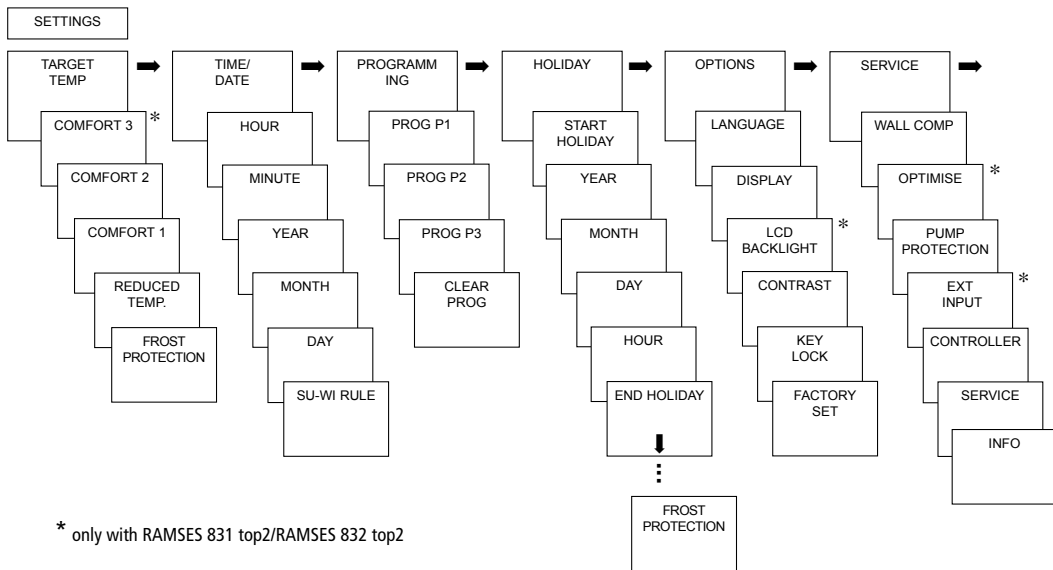 SETTINGS
TARGET
TEMP
COMFORT 3
*
COMFORT 2
COMFORT 1
REDUCED
TEMP.
FROST
PROTECTION
TIME/
DATE
HOUR
MINUTE
YEAR
MONTH
DAY
SU-WI RULE
PROGRAMM
ING
PROG P1
PROG P2
PROG P3
CLEAR
PROG
HOLIDAY
START
HOLIDAY
YEAR
MONTH
DAY
HOUR
END HOLIDAY
FROST
PROTECTION
OPTIONS
LANGUAGE
DISPLAY
LCD
BACKLIGHT
*
CONTRAST
KEY
LOCK
FACTORY
SET
SERVICE
WALL COMP
OPTIMISE
*
PUMP
PROTECTION
EXT
INPUT
*
CONTROLLER
SERVICE
INFO
* only with RAMSES 831 top2/RAMSES 832 top2